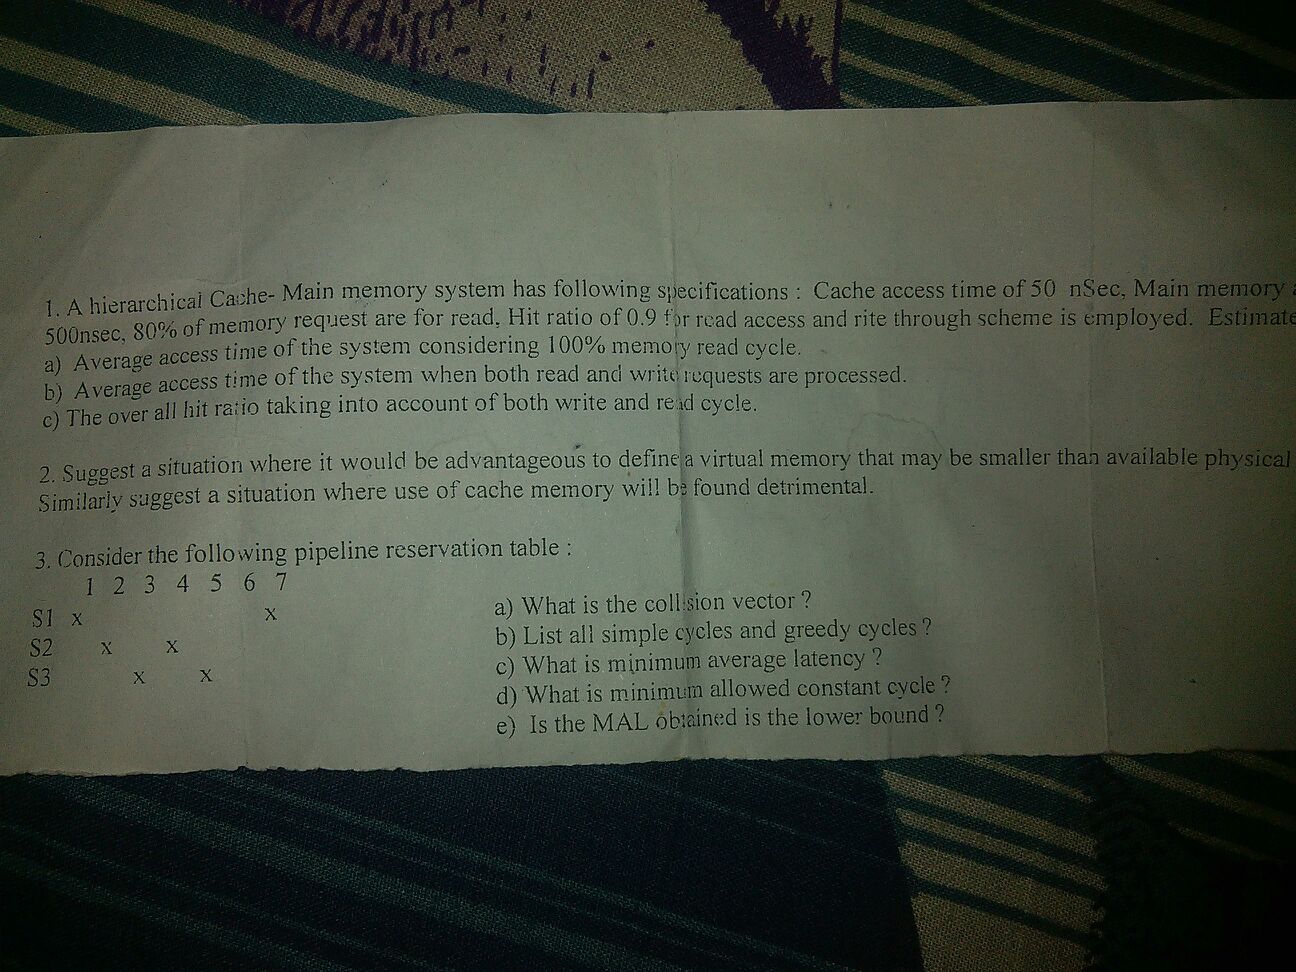 1. A hierarchical Cache- Main memory system has following specifications : Cache access time of 50 nSec, Main memory
500nsec, 80% of memory request are for read, Hit ratio of 0.9 for read access and rite through scheme is employed. Estimate
a) Average access time of the system considering 100% memory read cycle.
b) Average access time of the system when both read and write requests are processed.
c) The over all hit ratio taking into account of both write and read cycle.
2. Suggest a situation where it would be advantageous to define a virtual memory that may be smaller than available physical
Similarly suggest a situation where use of cache memory will be found detrimental.
3. Consider the following pipeline reservation table :
1 2 3 4 5 6 7
S1 x x
S2 x x
S3 x x
a) What is the collision vector ?
b) List all simple cycles and greedy cycles ?
c) What is minimum average latency ?
d) What is minimum allowed constant cycle ?
e) Is the MAL obtained is the lower bound ?